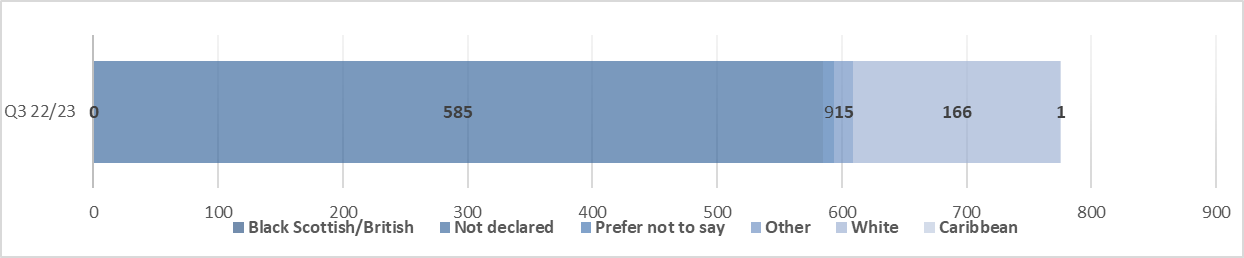 Q3 22/23 0 585 9 15 166 1
0 100 200 300 400 500 600 700 800 900
Black Scottish/British Not declared Prefer not to say Other White Caribbean